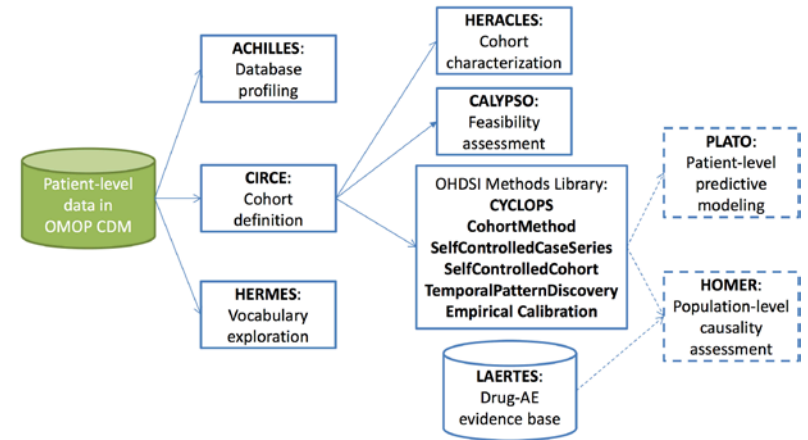 Patient-level
data in
OMOP CDM
ACHILLES:
Database
profiling
CIRCE:
Cohort
definition
HERMES:
Vocabulary
exploration
HERACLES:
Cohort
characterization
CALYPSO:
Feasibility
assessment
OHDSI Methods Library:
CYCLOPS
CohortMethod
SelfControlledCaseSeries
SelfControlledCohort
TemporalPatternDiscovery
Empirical Calibration
LAERTES:
Drug-AE
evidence base
PLATO:
Patient-level
predictive
modeling
HOMER:
Population-level
causality
assessment